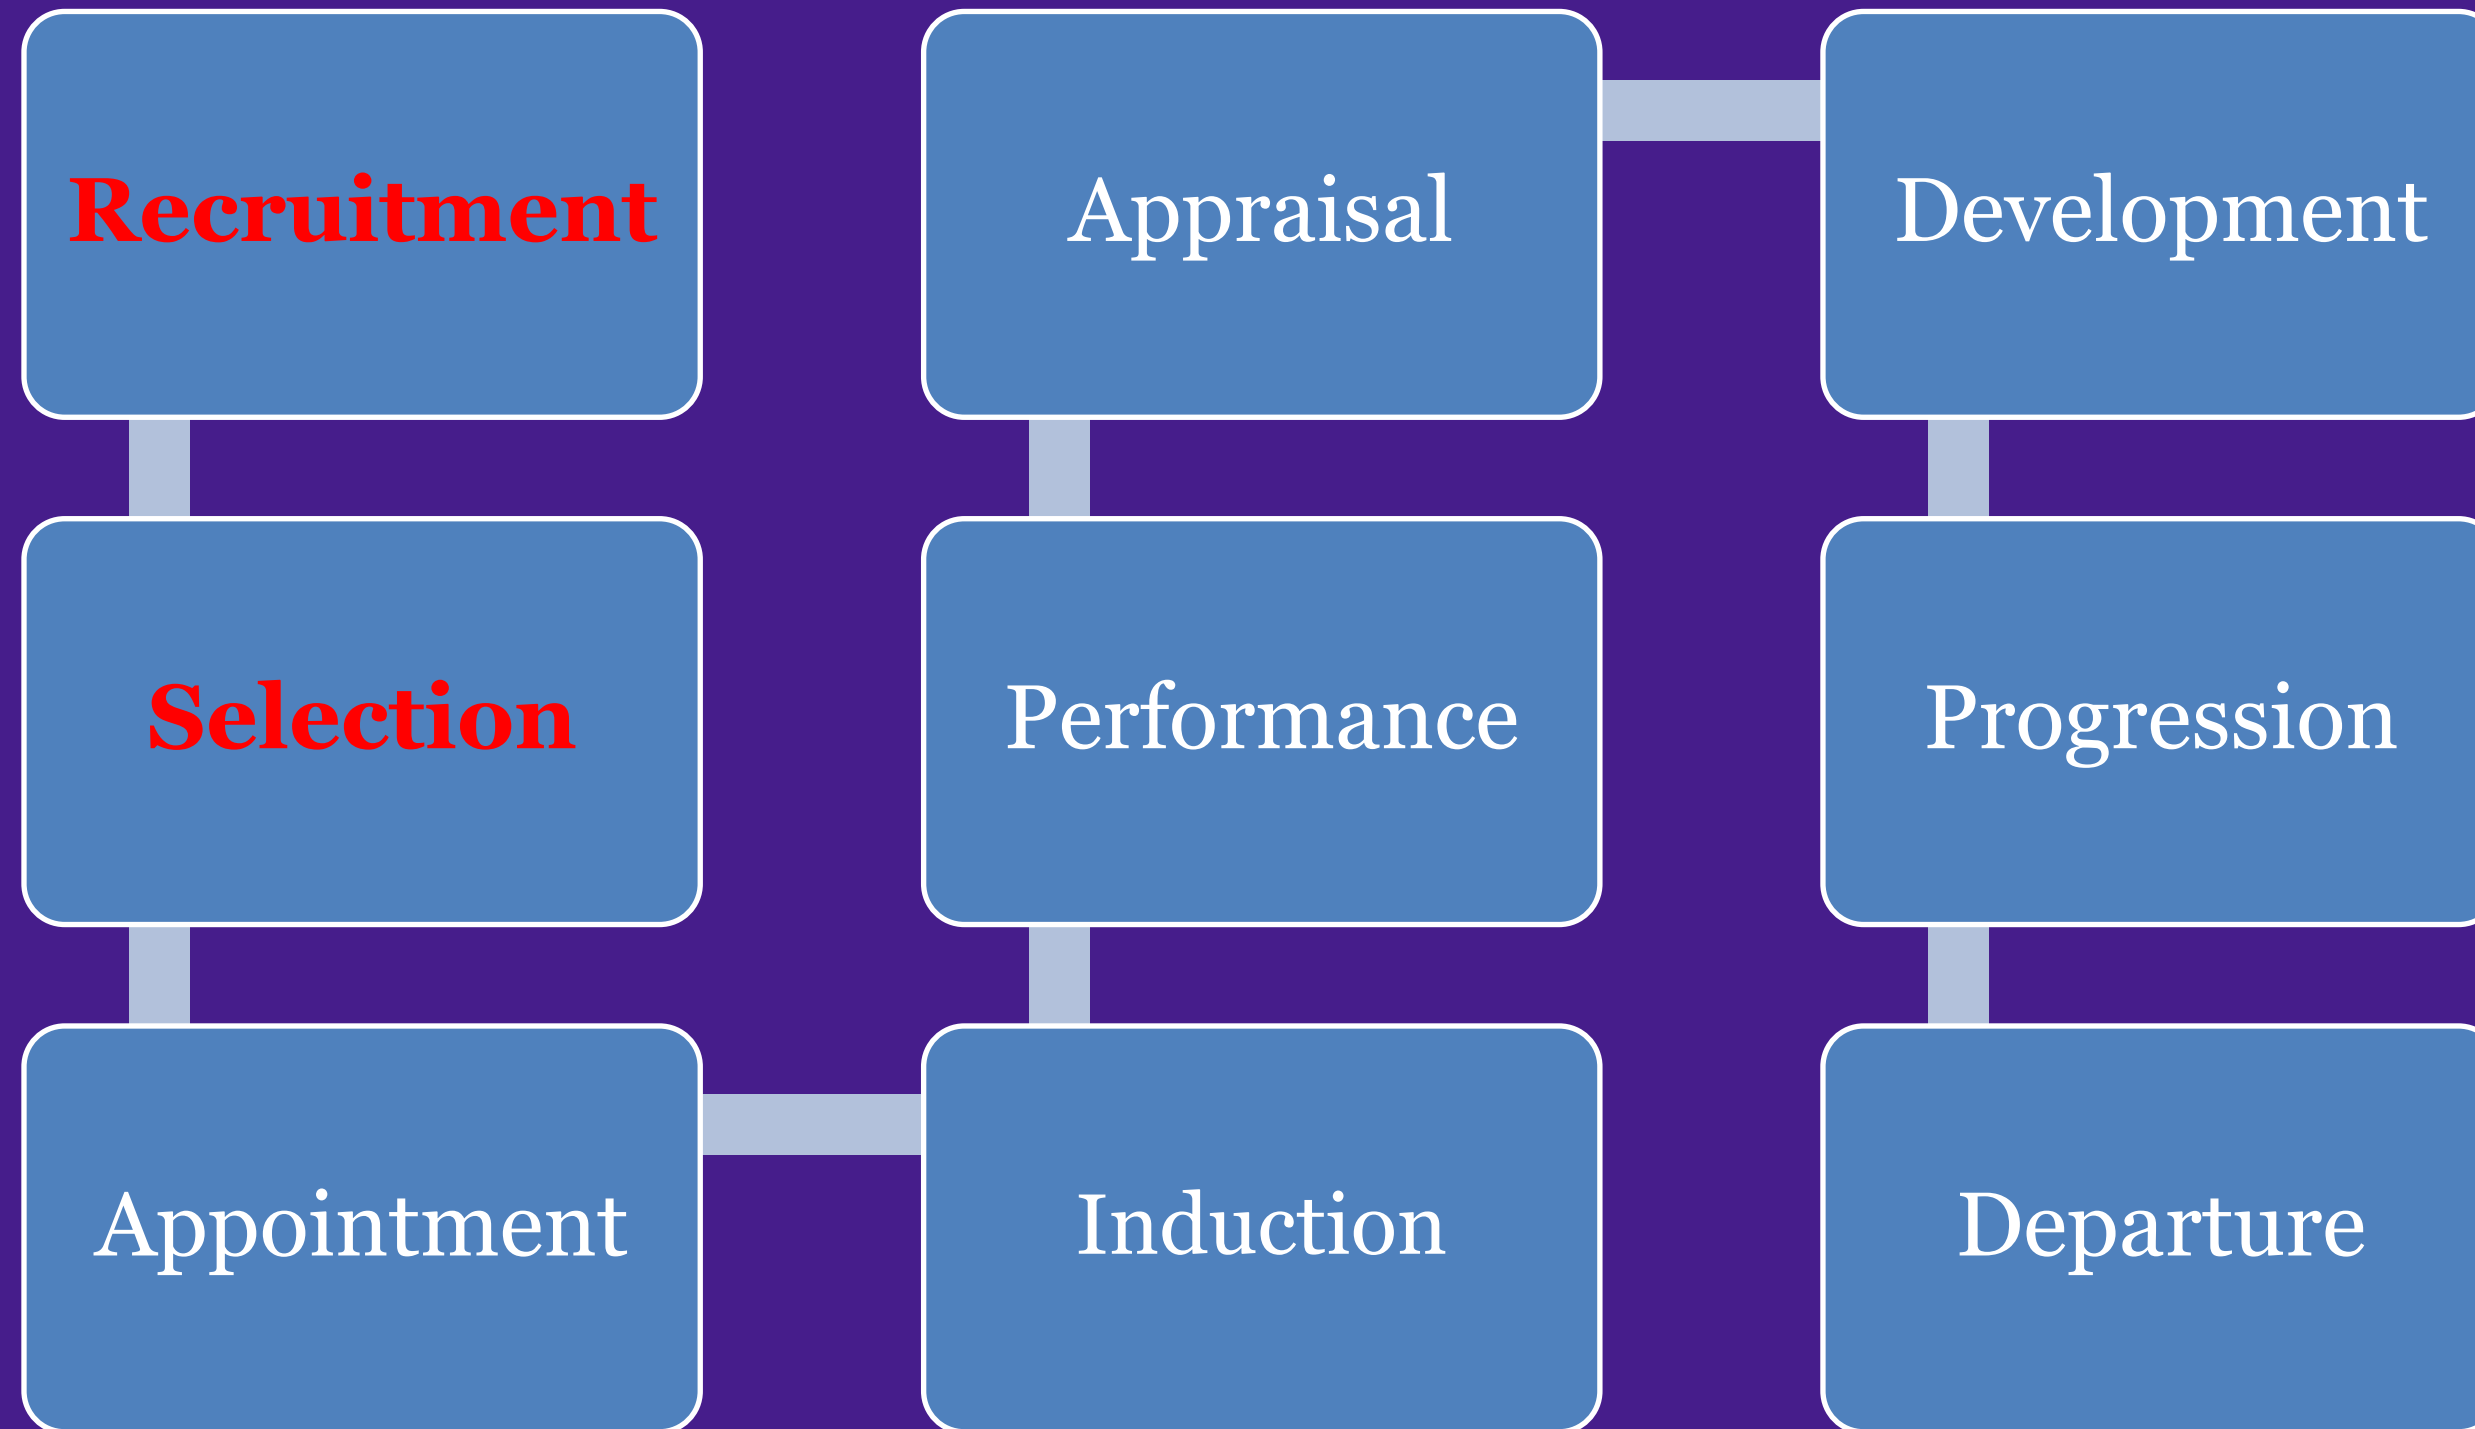 Recruitment
Selection
Appointment
Induction
Performance
Appraisal
Development
Progression
Departure